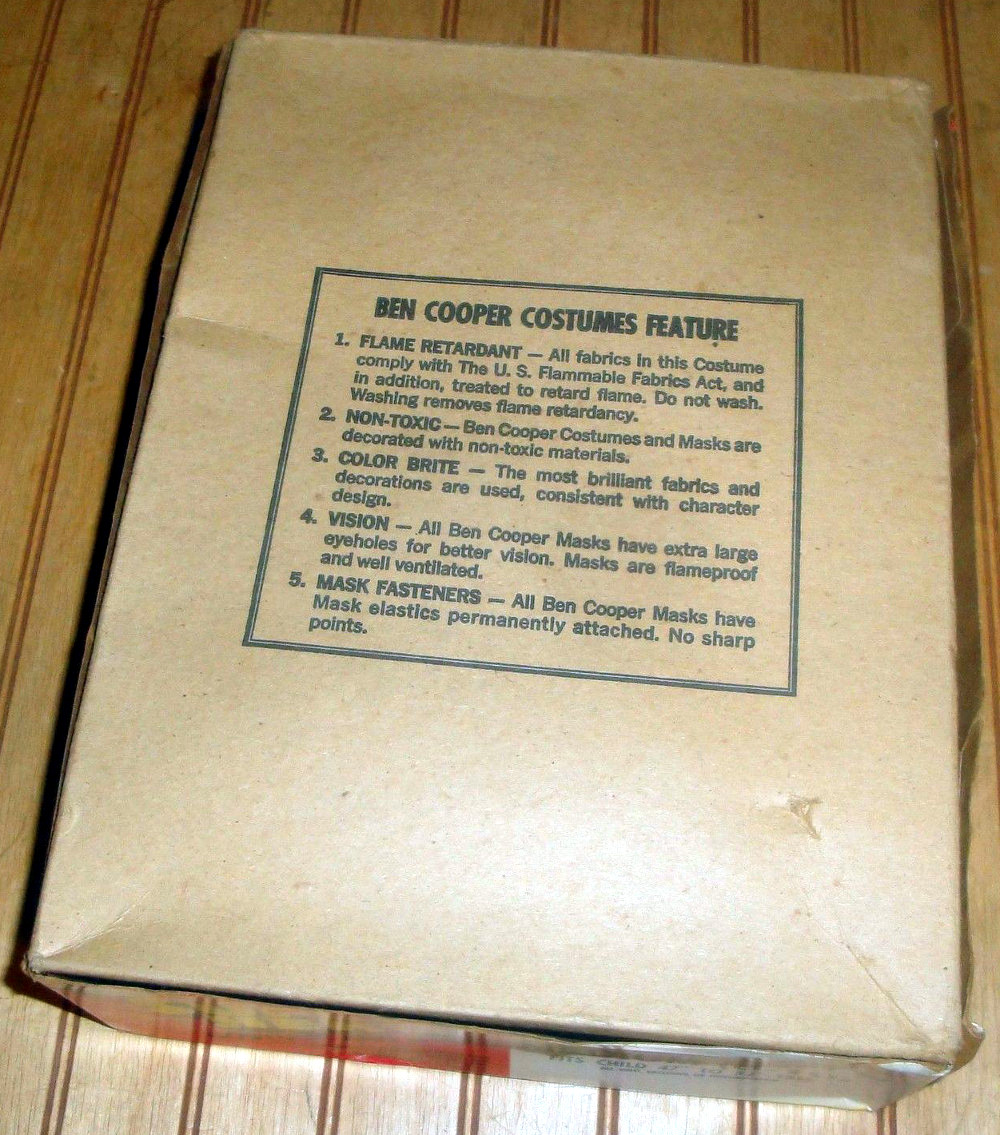 BEN COOPER COSTUMES FEATURE
1. FLAME RETARDANT — All fabrics in this Costume
comply with The U. S. Flammable Fabrics Act, and
in addition, treated to retard flame. Do not wash.
Washing removes flame retardancy.
2. NON-TOXIC — Ben Cooper Costumes and Masks are
decorated with non-toxic materials.
3. COLOR BRITE — The most brilliant fabrics and
decorations are used, consistent with character
design.
4. VISION — All Ben Cooper Masks have extra large
eyeholes for better vision. Masks are flameproof
and well ventilated.
5. MASK FASTENERS — All Ben Cooper Masks have
Mask elastics permanently attached. No sharp
points.
FITS CHILD